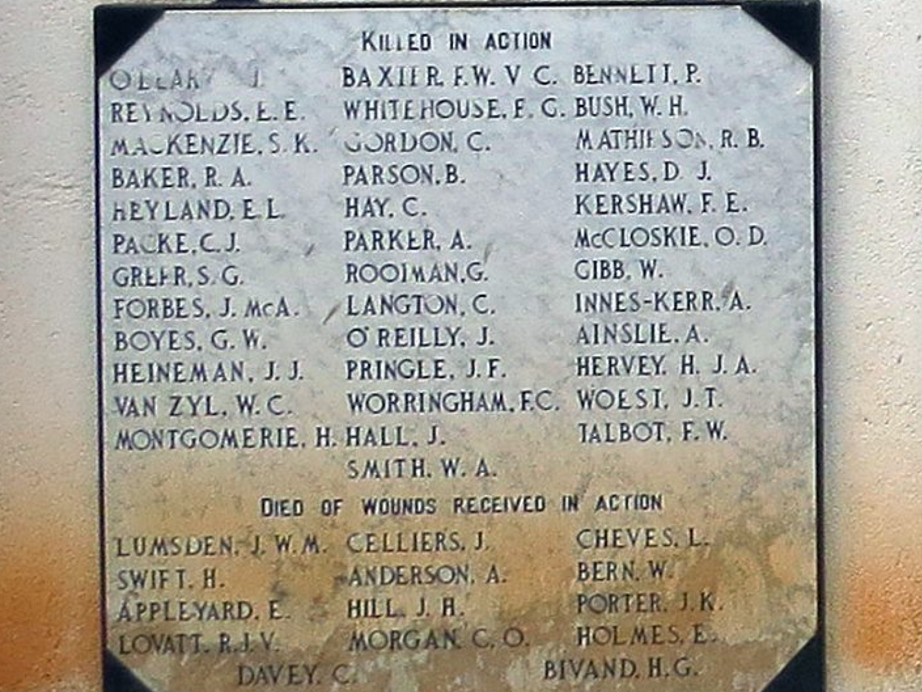 KILLED IN ACTION
O'LEARY J. BAXTER, F.W. V C. BENNETT, P.
REYNOLDS, E. E. WHITEHOUSE, F. G. BUSH, W. H.
MACKENZIE, S. K. GORDON, C. MATHIESON, R. B.
BAKER, R. A. PARSON, B. HAYES, D. J.
HEYLAND, E. L. HAY, C. KERSHAW, F. E.
PACKE, C. J. PARKER, A. McCLOSKIE, O. D.
GREER, S. G. ROOIMAN, G. GIBB, W.
FORBES, J. McA. LANGTON, C. INNES-KERR, A.
BOYES, G. W. O'REILLY, J. AINSLIE, A.
HEINEMAN, J. J. PRINGLE, J. F. HERVEY, H. J. A.
VAN ZYL, W. C. WORRINGHAM, F.C. WOEST, J. T.
MONTGOMERIE, H. HALL, J. TALBOT, F. W.
SMITH, W. A.
DIED OF WOUNDS RECEIVED IN ACTION
LUMSDEN, J. W. M. CELLIERS, J. CHEVES, L.
SWIFT, H. ANDERSON, A. BERN, W.
APPLEYARD, E. HILL, J. H. PORTER, J. K.
LOVATT, R.J.V. MORGAN, C. O. HOLMES, E.
DAVEY, C. BIVAND, H.G.